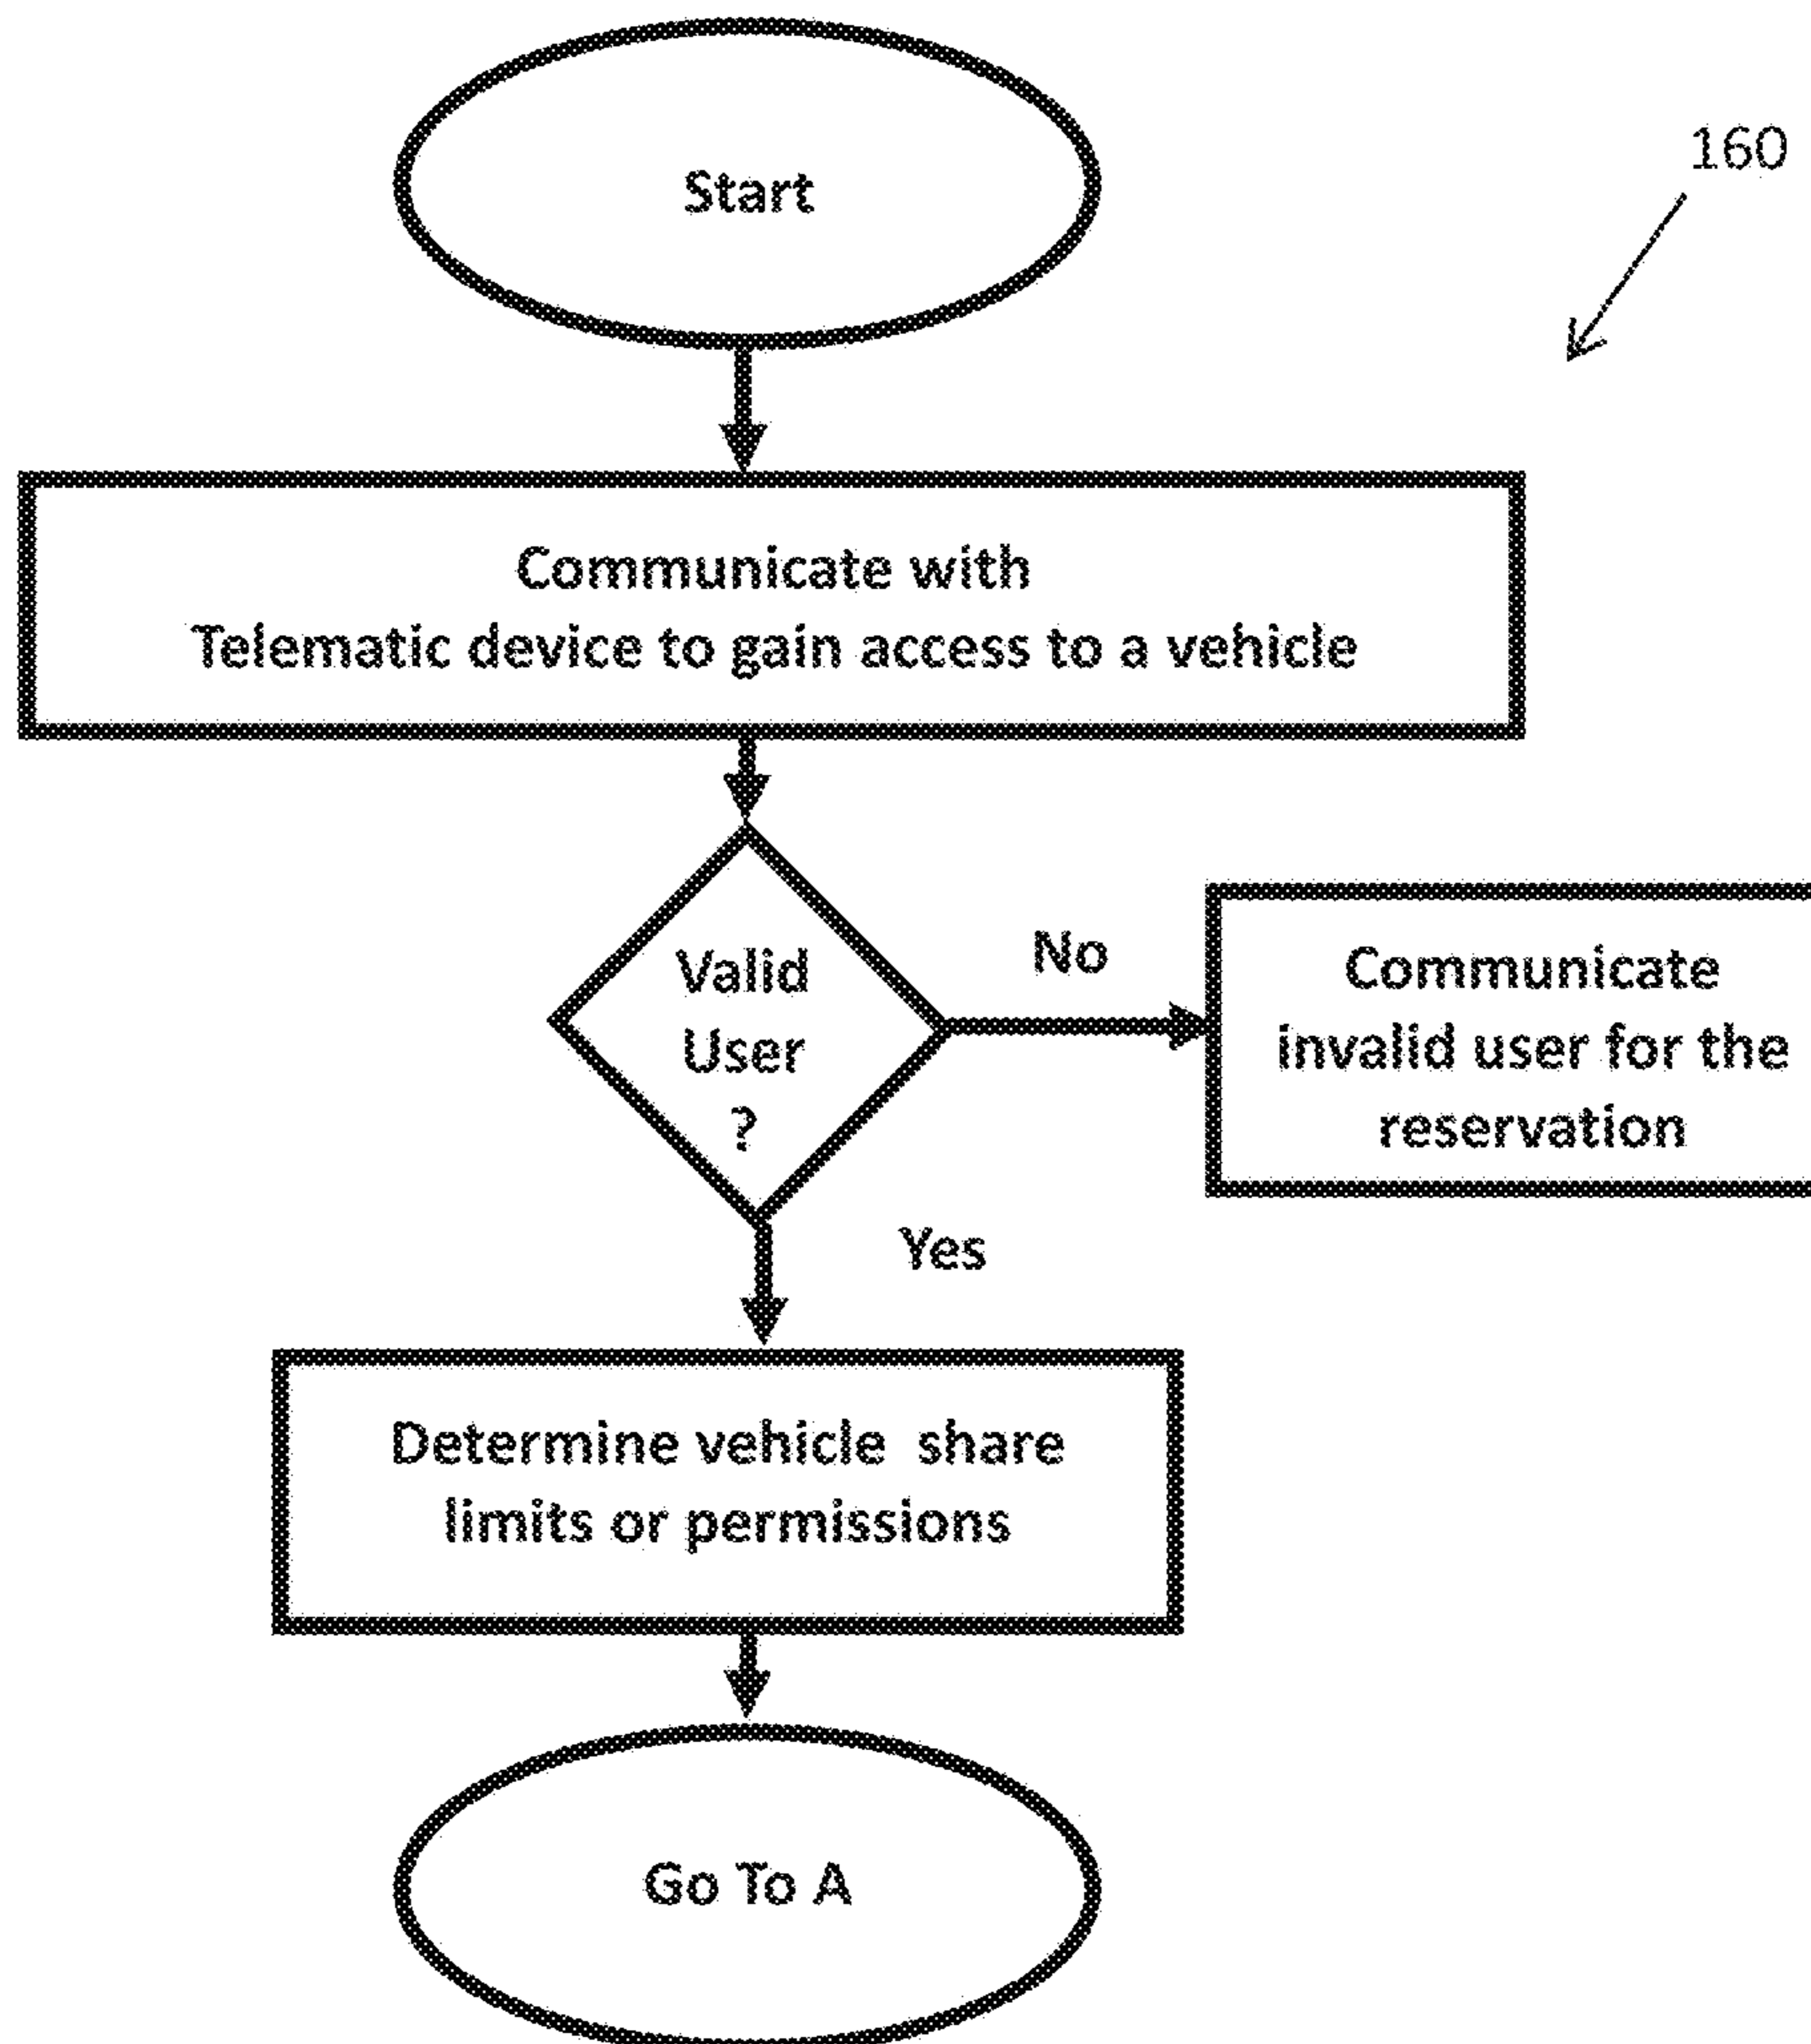 Start
160
Communicate with
Telematic device to gain access to a vehicle
Valid
User
?
No
Communicate
invalid user for the
reservation
Yes
Determine vehicle share
limits or permissions
Go To A